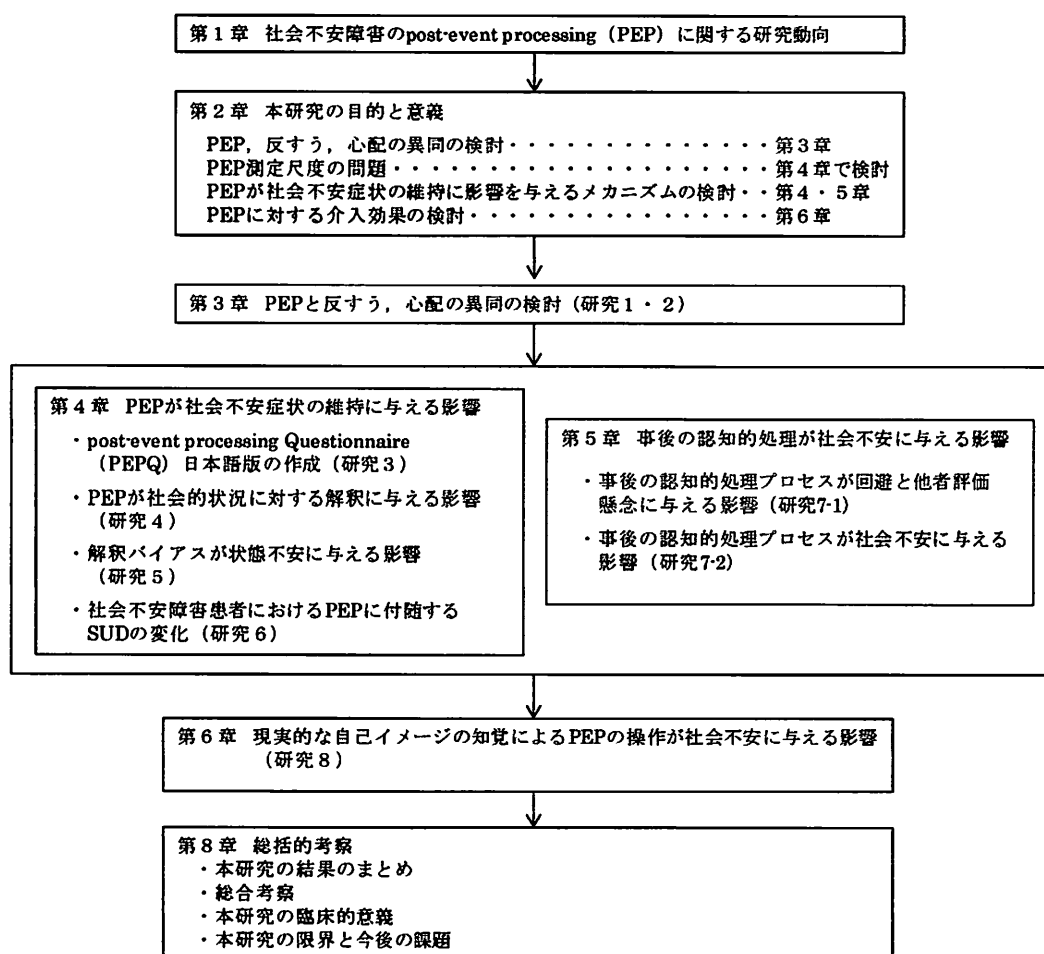 第1章 社会不安障害のpost-event processing（PEP）に関する研究動向
第2章 本研究の目的と意義
PEP，反すう，心配の異同の検討・・・・・・・・・・・・・・第3章
PEP測定尺度の問題・・・・・・・・・・・・・・・・・・・・第4章で検討
PEPが社会不安症状の維持に影響を与えるメカニズムの検討・・第4・5章
PEPに対する介入効果の検討・・・・・・・・・・・・・・・・第6章
第3章 PEPと反すう，心配の異同の検討（研究1・2）
第4章 PEPが社会不安症状の維持に与える影響
・post-event processing Questionnaire
（PEPQ）日本語版の作成（研究3）
・PEPが社会的状況に対する解釈に与える影響
（研究4）
・解釈バイアスが状態不安に与える影響
（研究5）
・社会不安障害患者におけるPEPに付随する
SUDの変化（研究6）
第5章 事後の認知的処理が社会不安に与える影響
・事後の認知的処理プロセスが回避と他者評価
懸念に与える影響（研究7-1）
・事後の認知的処理プロセスが社会不安に与える
影響（研究7-2）
第6章 現実的な自己イメージの知覚によるPEPの操作が社会不安に与える影響
（研究8）
第8章 総括的考察
・本研究の結果のまとめ
・総合考察
・本研究の臨床的意義
・本研究の限界と今後の課題